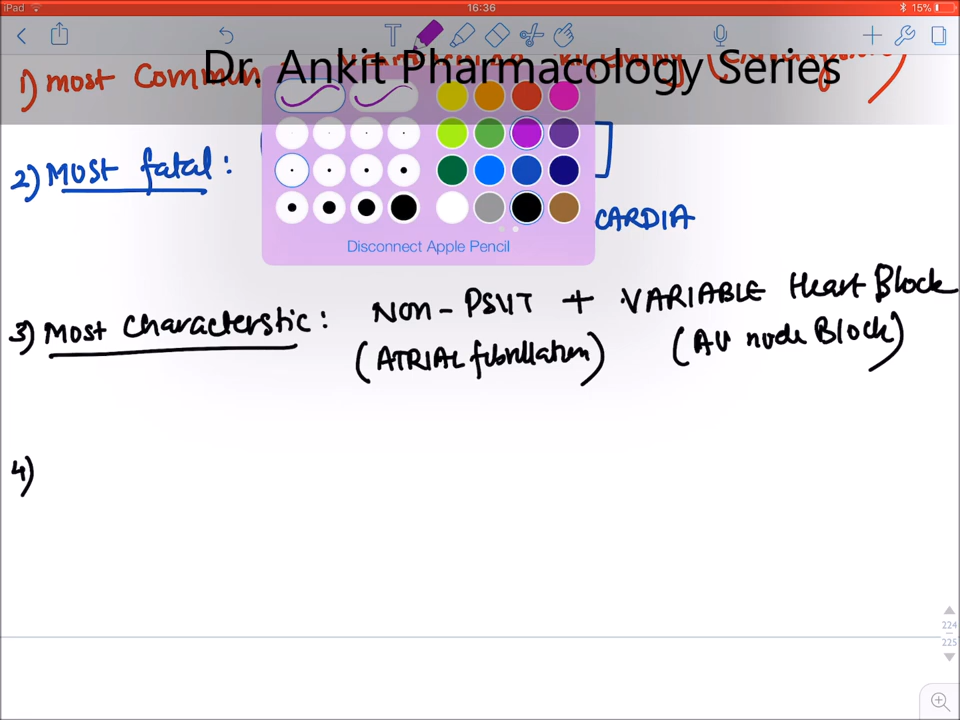 iPad 16:36 15%
Dr. Ankit Pharmacology Series
1) most Common
2) MOST fatal :
CARDIA
Disconnect Apple Pencil
3) MOST Characterstic : NON-PSVT + VARIABLE Heart Block
(ATRIAL fibrillation) (AV node Block)
4)
224
225